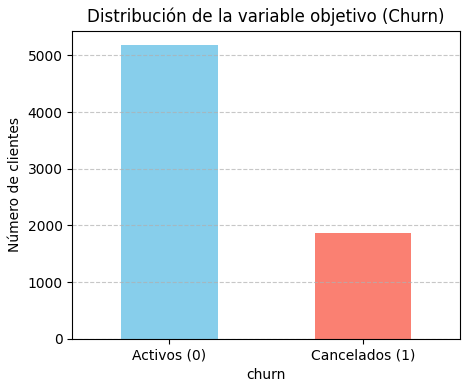 Distribución de la variable objetivo (Churn)
Número de clientes
5000
4000
3000
2000
1000
0
Activos (0)
Cancelados (1)
churn